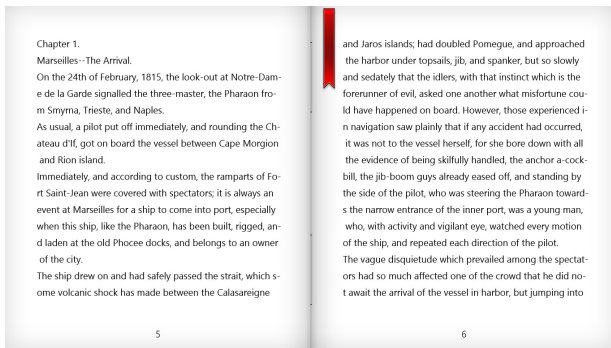 Chapter 1.
Marseilles--The Arrival.
On the 24th of February, 1815, the look-out at Notre-Dam-
e de la Garde signalled the three-master, the Pharaon fro-
m Smyrna, Trieste, and Naples.
As usual, a pilot put off immediately, and rounding the Ch-
ateau d'If, got on board the vessel between Cape Morgion
and Rion island.
Immediately, and according to custom, the ramparts of Fo-
rt Saint-Jean were covered with spectators; it is always an
event at Marseilles for a ship to come into port, especially
when this ship, like the Pharaon, has been built, rigged, an-
d laden at the old Phocee docks, and belongs to an owner
of the city.
The ship drew on and had safely passed the strait, which s-
ome volcanic shock has made between the Calasareigne
5
and Jaros islands; had doubled Pomegue, and approached
the harbor under topsails, jib, and spanker, but so slowly
and sedately that the idlers, with that instinct which is the
forerunner of evil, asked one another what misfortune cou-
ld have happened on board. However, those experienced i-
n navigation saw plainly that if any accident had occurred,
it was not to the vessel herself, for she bore down with all
the evidence of being skilfully handled, the anchor a-cock-
bill, the jib-boom guys already eased off, and standing by
the side of the pilot, who was steering the Pharaon toward-
s the narrow entrance of the inner port, was a young man,
who, with activity and vigilant eye, watched every motion
of the ship, and repeated each direction of the pilot.
The vague disquietude which prevailed among the spectat-
ors had so much affected one of the crowd that he did no-
t await the arrival of the vessel in harbor, but jumping into
6